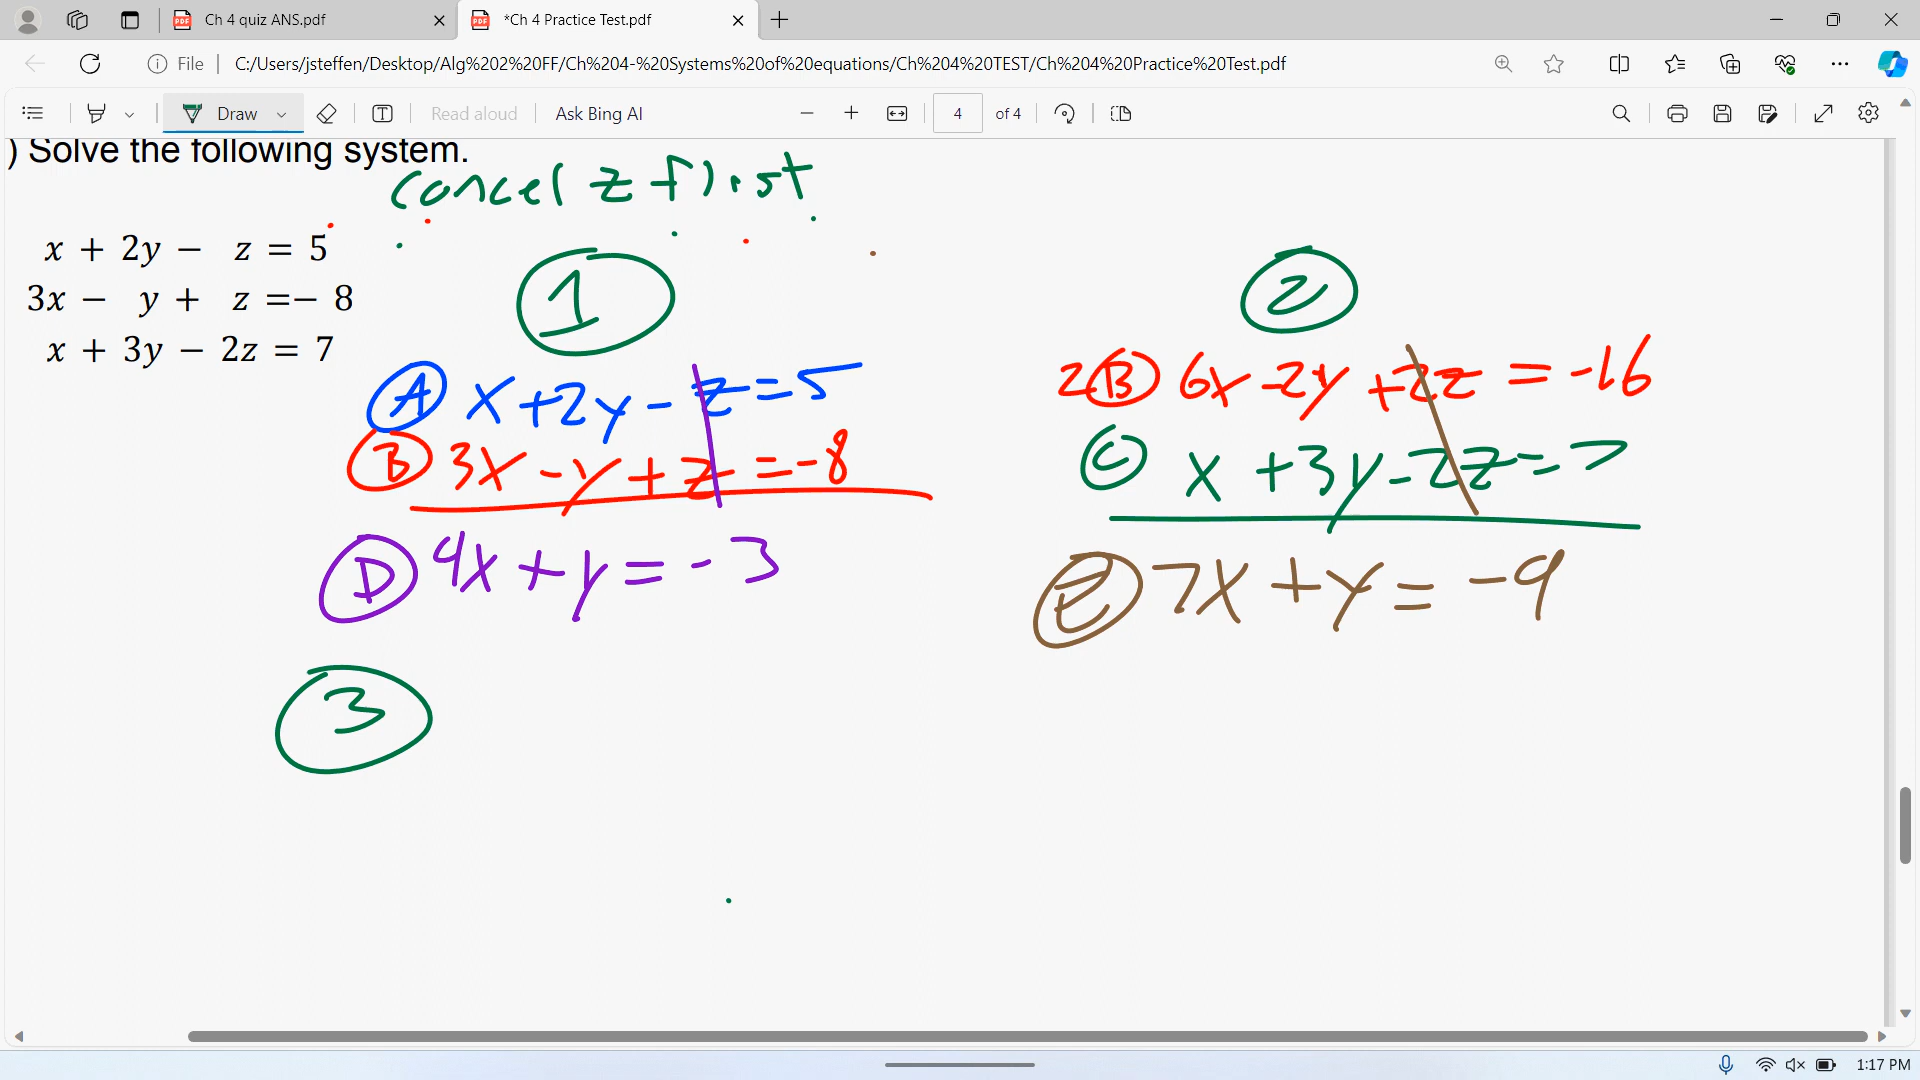 Ch 4 quiz ANS.pdf
*Ch 4 Practice Test.pdf
File | C:/Users/jsteffen/Desktop/Alg%202%20FF/Ch%204-%20Systems%20of%20equations/Ch%204%20TEST/Ch%204%20Practice%20Test.pdf
Draw Read aloud Ask Bing AI 4 of 4
) Solve the following system.
cancel z first
x + 2y − z = 5
3x − y + z =− 8
x + 3y − 2z = 7
1
2
A x+2y-z=5
B 3x-y+z=-8
D 4x+y=-3
2B 6x-2y+2z=-16
C x+3y-2z=7
E 7x+y=-9
3
1:17 PM